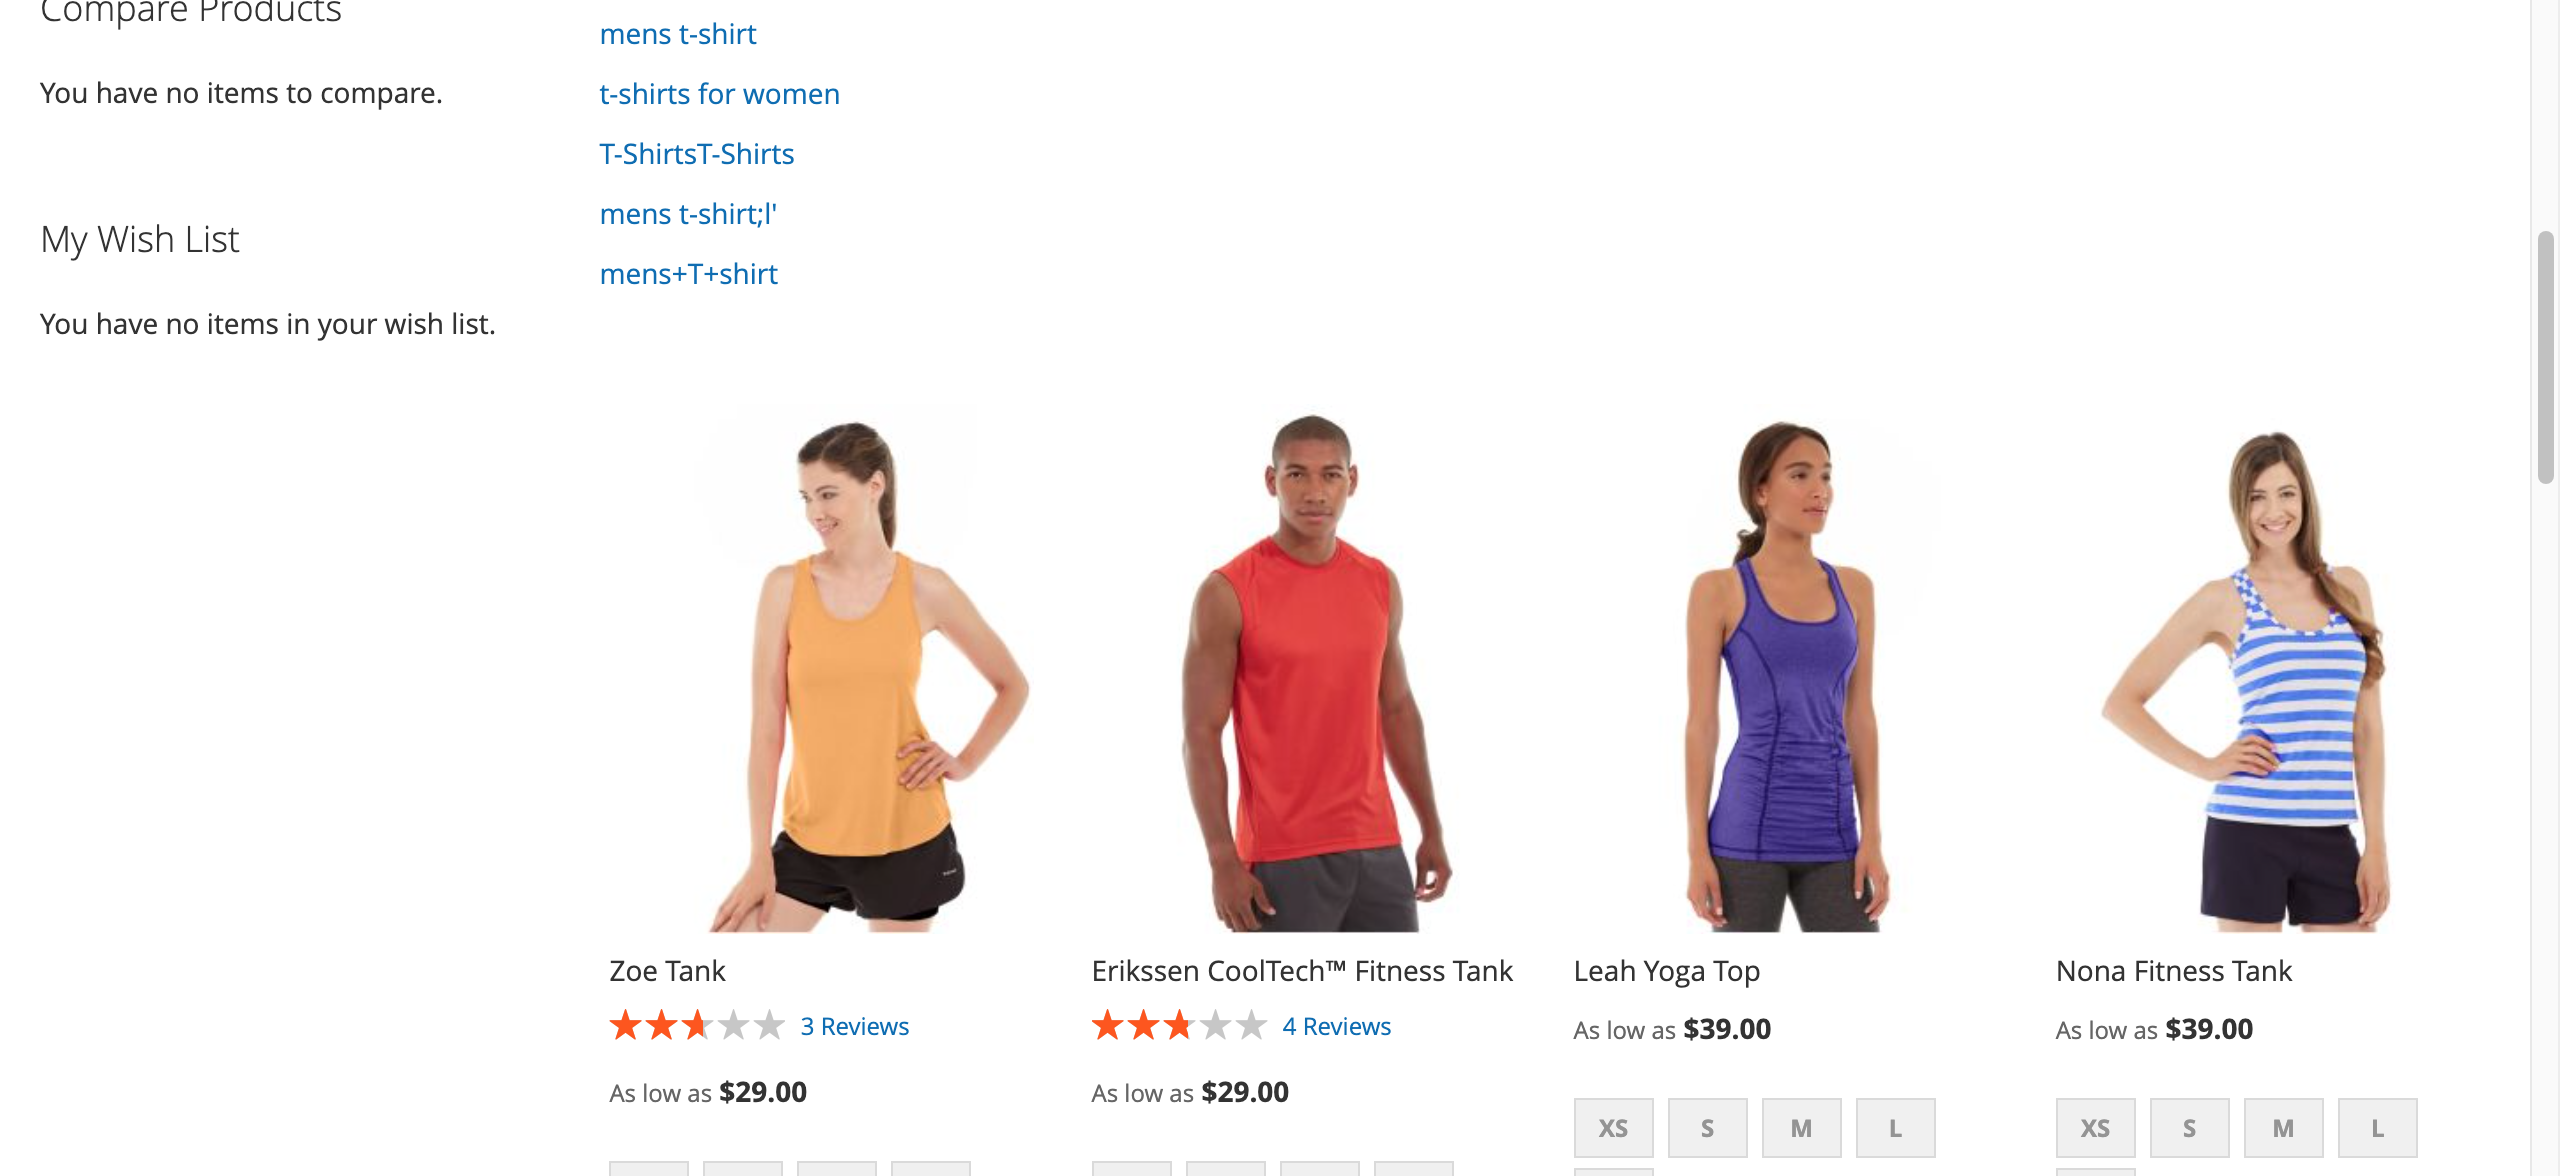 Compare Products
You have no items to compare.
My Wish List
You have no items in your wish list.
mens t-shirt
t-shirts for women
T-ShirtsT-Shirts
mens t-shirt;l'
mens+T+shirt
Zoe Tank
3 Reviews
As low as $29.00
Erikssen CoolTech™ Fitness Tank
4 Reviews
As low as $29.00
Leah Yoga Top
As low as $39.00
XS S M L
Nona Fitness Tank
As low as $39.00
XS S M L